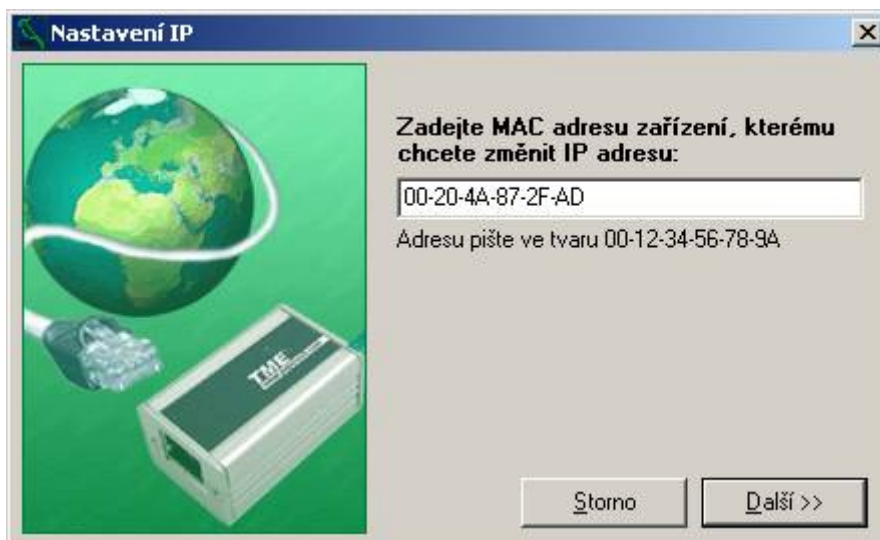 Nastavení IP
Zadejte MAC adresu zařízení, kterému
chcete změnit IP adresu:
00-20-4A-87-2F-AD
Adresu pište ve tvaru 00-12-34-56-78-9A
TME
Storno
Další >>